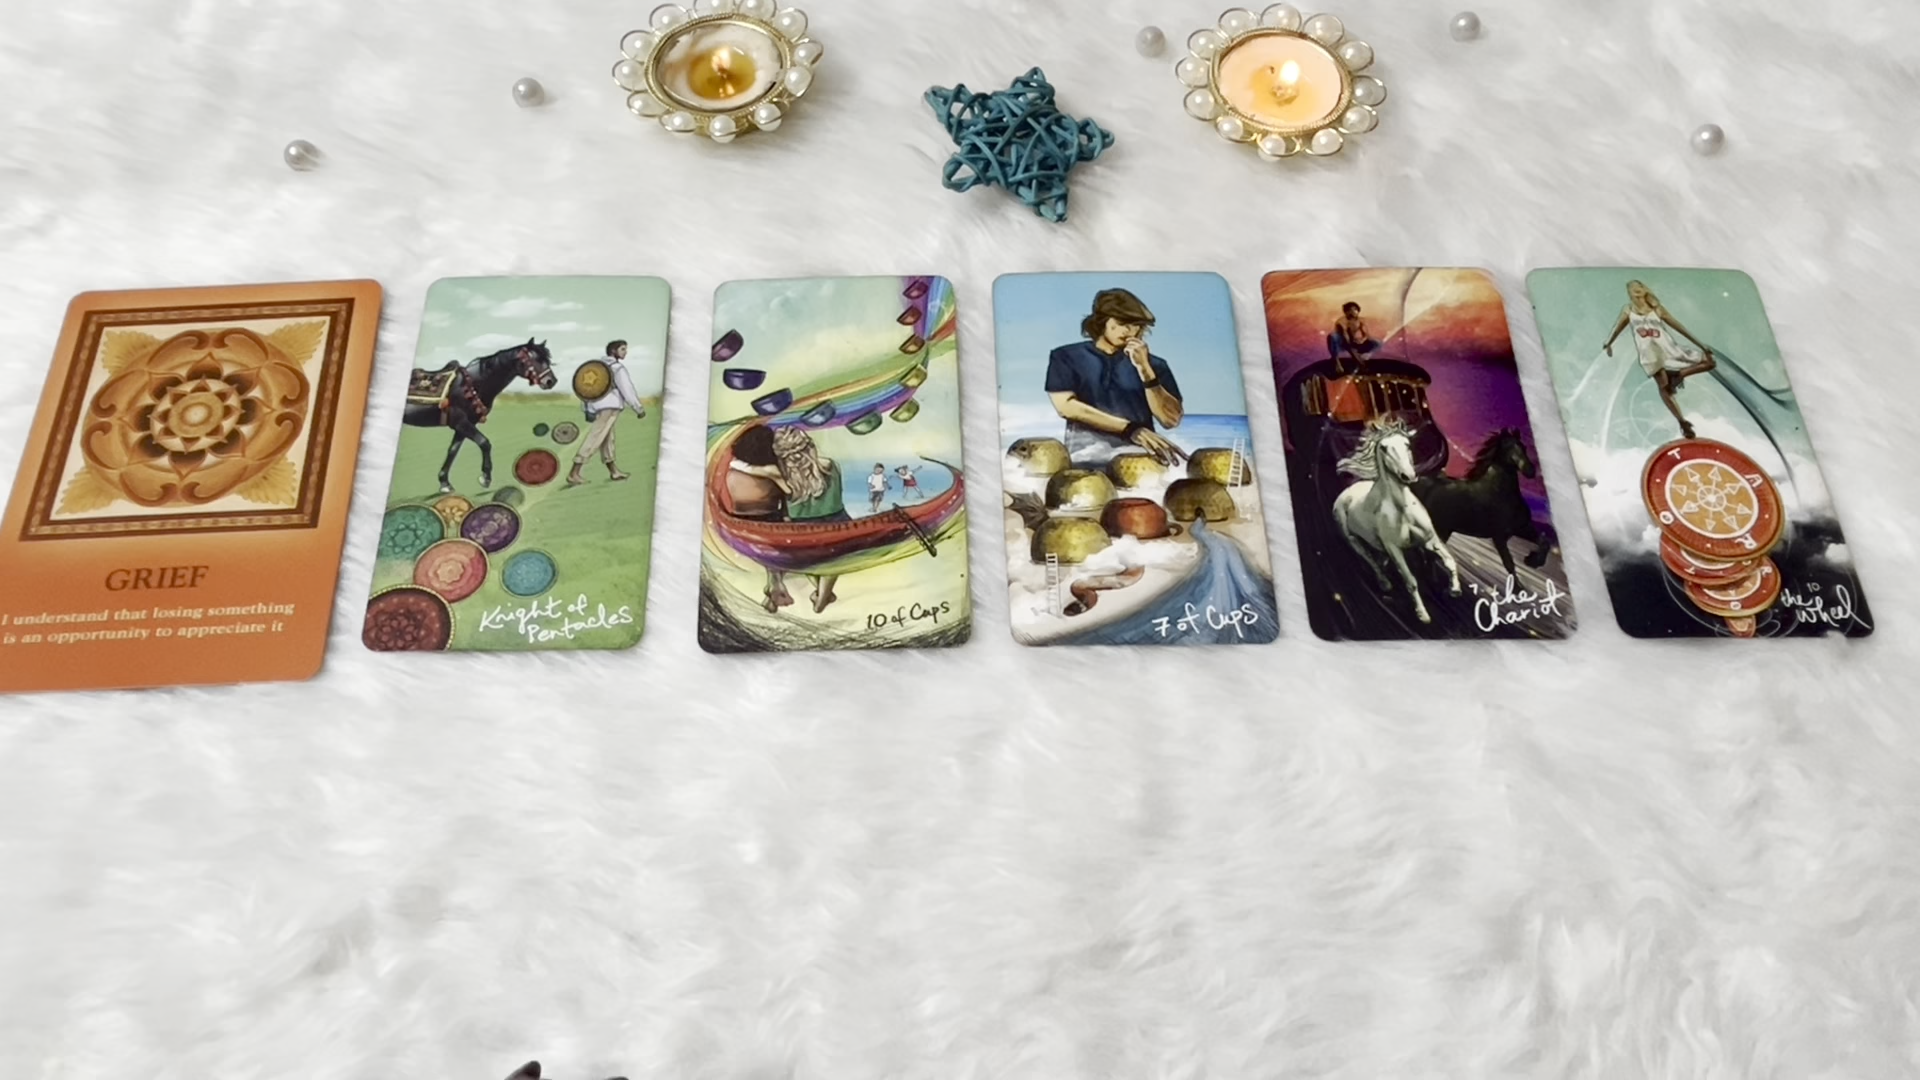 GRIEF
I understand that losing something
is an opportunity to appreciate it
Knight of
Pentacles
10 of Cups
7 of Cups
7. the
Chariot
10
the
Wheel
T
A
R
O